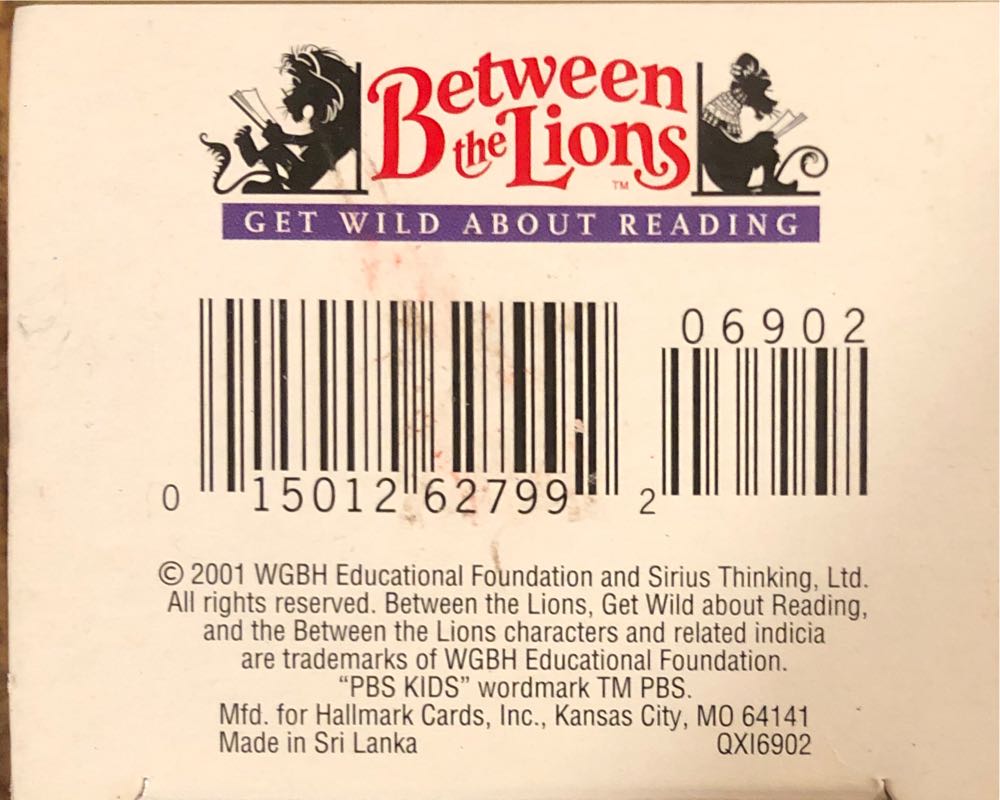 Between
the Lions™
GET WILD ABOUT READING
06902
0 15012 62799 2
© 2001 WGBH Educational Foundation and Sirius Thinking, Ltd.
All rights reserved. Between the Lions, Get Wild about Reading,
and the Between the Lions characters and related indicia
are trademarks of WGBH Educational Foundation.
“PBS KIDS” wordmark TM PBS.
Mfd. for Hallmark Cards, Inc., Kansas City, MO 64141
Made in Sri Lanka QXI6902